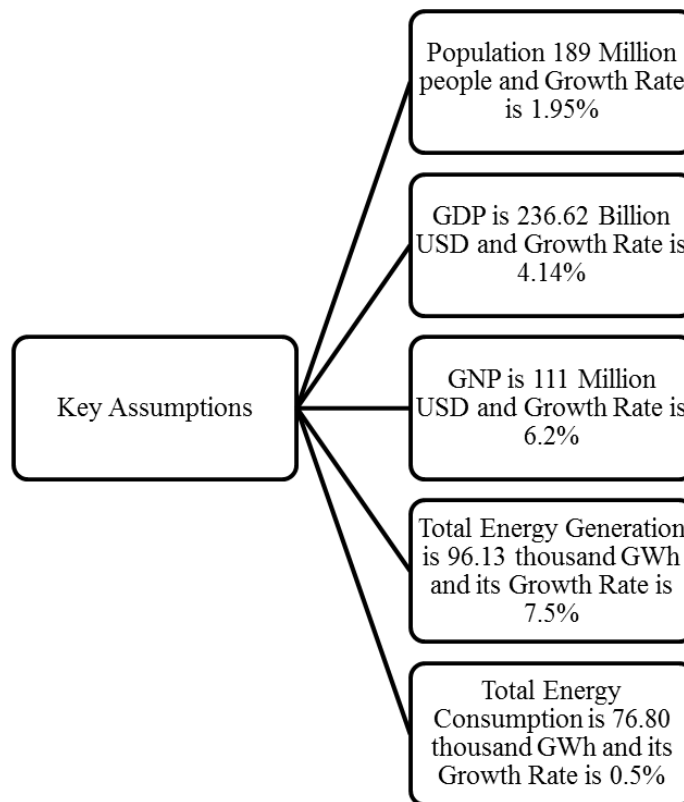 Population 189 Million
people and Growth Rate
is 1.95%
GDP is 236.62 Billion
USD and Growth Rate is
4.14%
Key Assumptions
GNP is 111 Million
USD and Growth Rate is
6.2%
Total Energy Generation
is 96.13 thousand GWh
and its Growth Rate is
7.5%
Total Energy
Consumption is 76.80
thousand GWh and its
Growth Rate is 0.5%